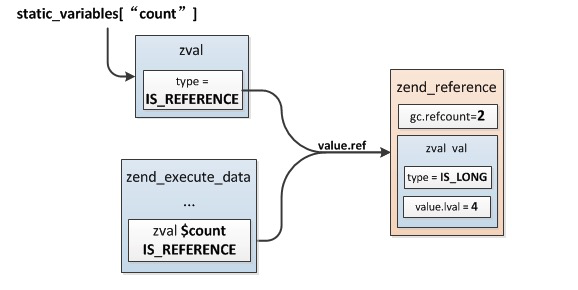 static_variables[ “count” ]
zval
type =
IS_REFERENCE
zend_reference
gc.refcount=2
value.ref
zval val
type = IS_LONG
value.lval = 4
zend_execute_data
...
zval $count
IS_REFERENCE